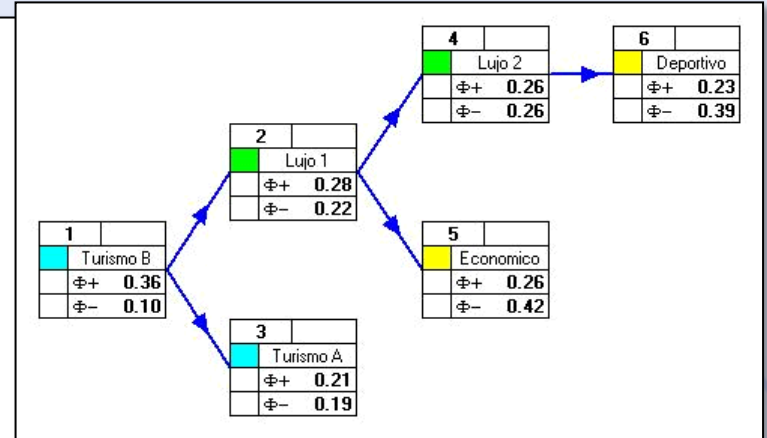 1
Turismo B
Φ+ 0.36
Φ− 0.10
2
Lujo 1
Φ+ 0.28
Φ− 0.22
3
Turismo A
Φ+ 0.21
Φ− 0.19
4
Lujo 2
Φ+ 0.26
Φ− 0.26
5
Economico
Φ+ 0.26
Φ− 0.42
6
Deportivo
Φ+ 0.23
Φ− 0.39